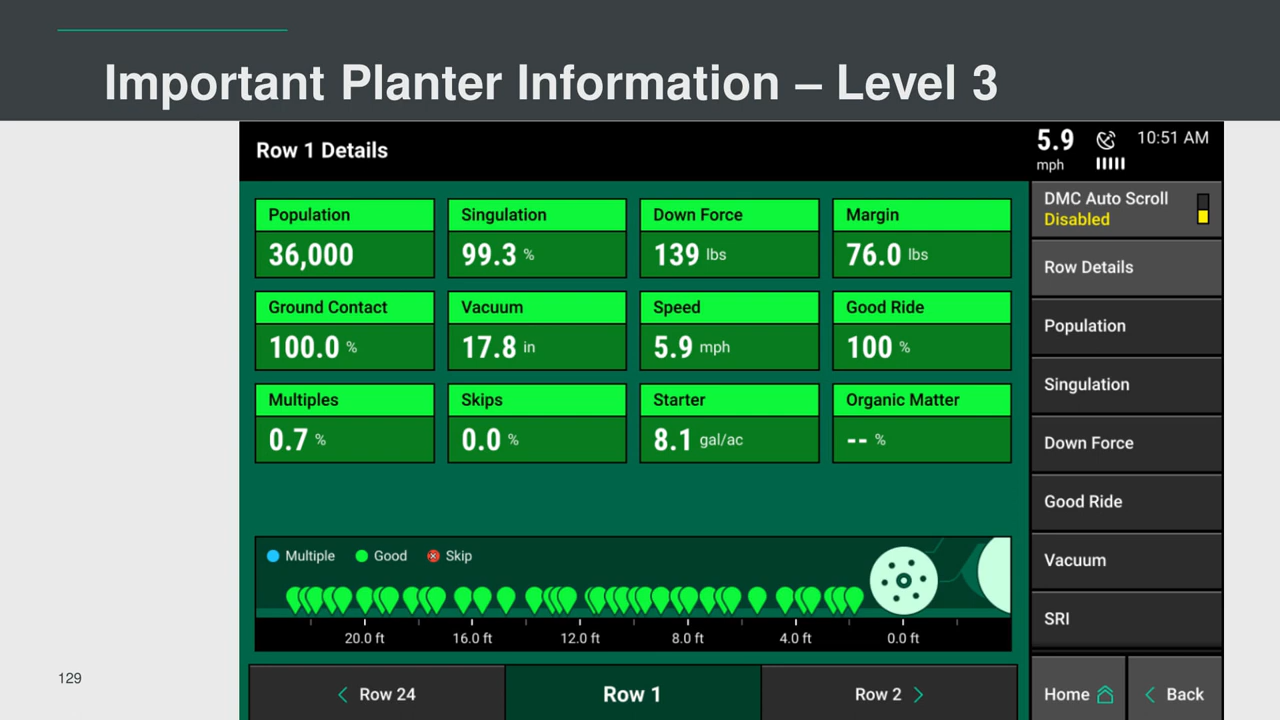 Important Planter Information – Level 3
Row 1 Details
5.9
mph
10:51 AM
DMC Auto Scroll
Disabled
Population
36,000
Singulation
99.3 %
Down Force
139 lbs
Margin
76.0 lbs
Ground Contact
100.0 %
Vacuum
17.8 in
Speed
5.9 mph
Good Ride
100 %
Multiples
0.7 %
Skips
0.0 %
Starter
8.1 gal/ac
Organic Matter
-- %
Multiple
Good
Skip
20.0 ft
16.0 ft
12.0 ft
8.0 ft
4.0 ft
0.0 ft
Row 24
Row 1
Row 2
Row Details
Population
Singulation
Down Force
Good Ride
Vacuum
SRI
Home
Back
129